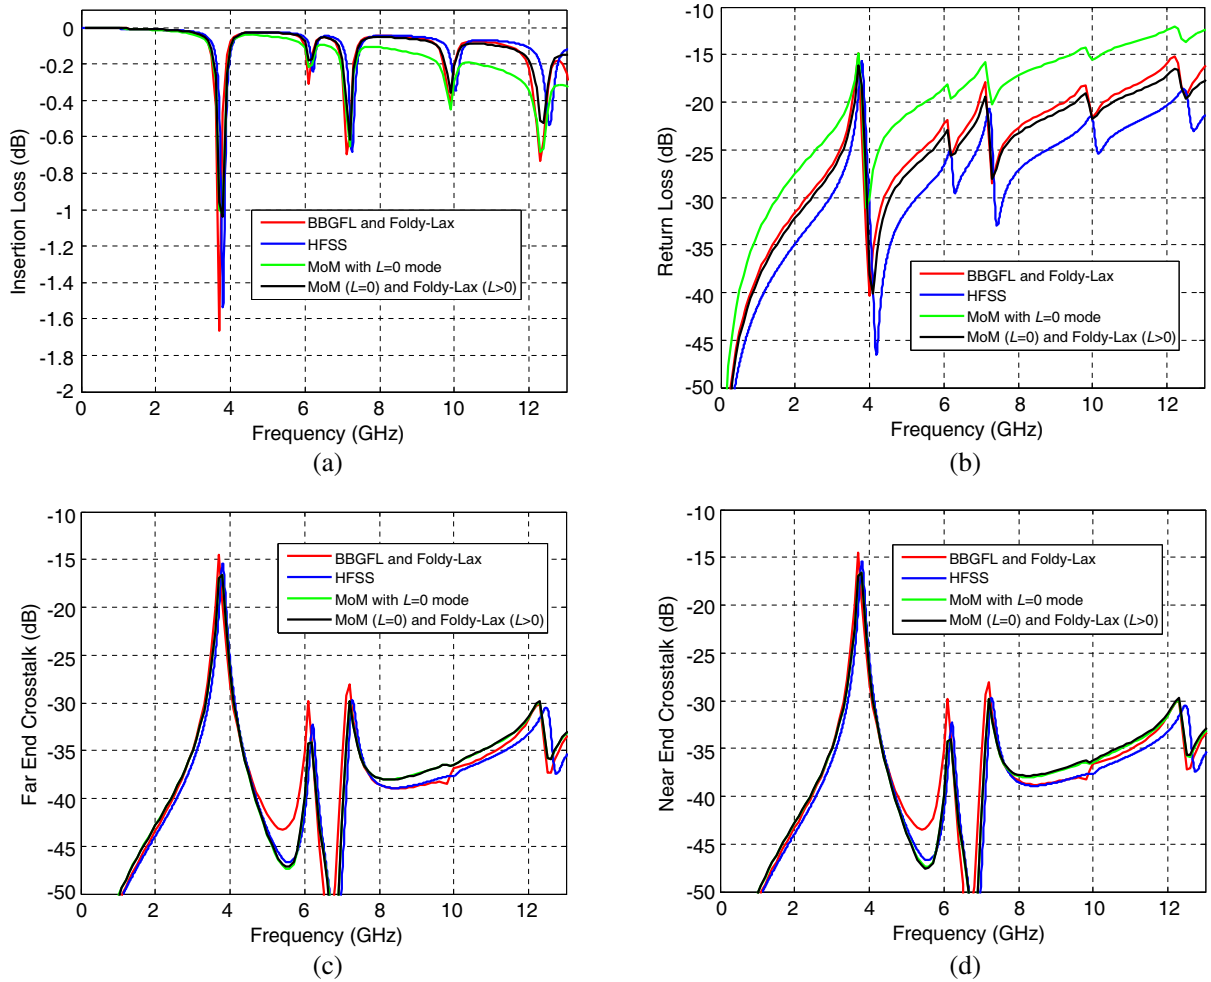 0
-0.2
-0.4
-0.6
-0.8
-1
-1.2
-1.4
-1.6
-1.8
-2
Insertion Loss (dB)
BBGFL and Foldy-Lax
HFSS
MoM with L=0 mode
MoM (L=0) and Foldy-Lax (L>0)
0 2 4 6 8 10 12
Frequency (GHz)
(a)
-10
-15
-20
-25
-30
-35
-40
-45
-50
Return Loss (dB)
BBGFL and Foldy-Lax
HFSS
MoM with L=0 mode
MoM (L=0) and Foldy-Lax (L>0)
0 2 4 6 8 10 12
Frequency (GHz)
(b)
-10
-15
-20
-25
-30
-35
-40
-45
-50
Far End Crosstalk (dB)
BBGFL and Foldy-Lax
HFSS
MoM with L=0 mode
MoM (L=0) and Foldy-Lax (L>0)
0 2 4 6 8 10 12
Frequency (GHz)
(c)
-10
-15
-20
-25
-30
-35
-40
-45
-50
Near End Crosstalk (dB)
BBGFL and Foldy-Lax
HFSS
MoM with L=0 mode
MoM (L=0) and Foldy-Lax (L>0)
0 2 4 6 8 10 12
Frequency (GHz)
(d)